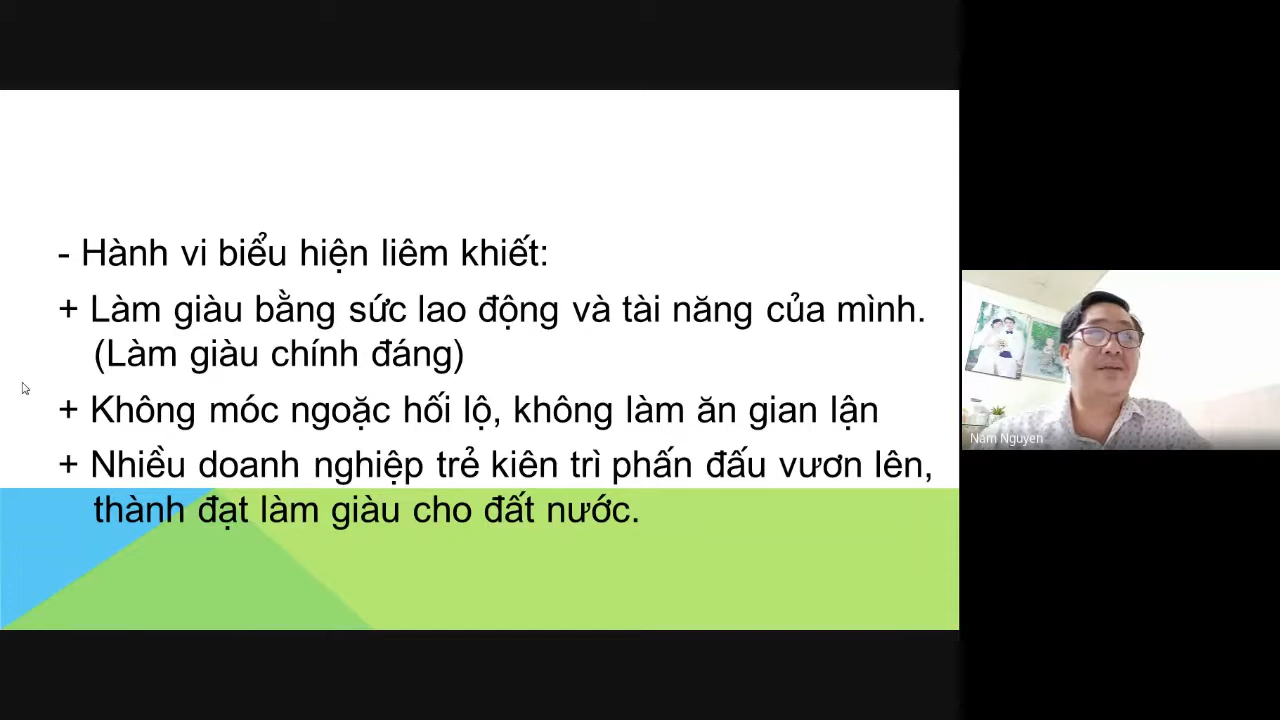 - Hành vi biểu hiện liêm khiết:
+ Làm giàu bằng sức lao động và tài năng của mình.
(Làm giàu chính đáng)
+ Không móc ngoặc hối lộ, không làm ăn gian lận
+ Nhiều doanh nghiệp trẻ kiên trì phấn đấu vươn lên,
thành đạt làm giàu cho đất nước.
Nam Nguyen